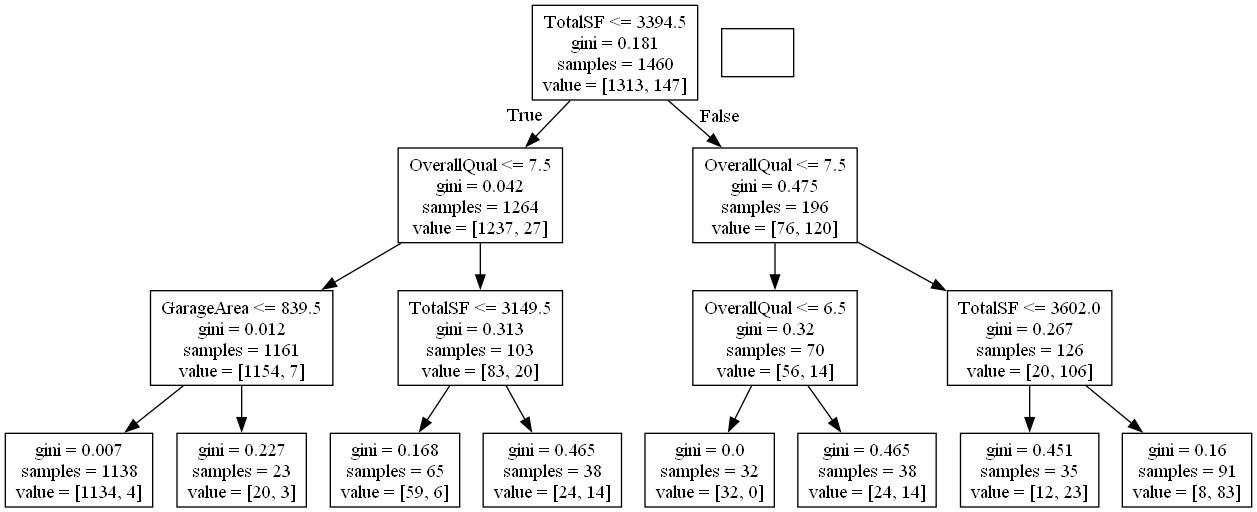 TotalSF <= 3394.5
gini = 0.181
samples = 1460
value = [1313, 147]
True
False
OverallQual <= 7.5
gini = 0.042
samples = 1264
value = [1237, 27]
OverallQual <= 7.5
gini = 0.475
samples = 196
value = [76, 120]
GarageArea <= 839.5
gini = 0.012
samples = 1161
value = [1154, 7]
TotalSF <= 3149.5
gini = 0.313
samples = 103
value = [83, 20]
OverallQual <= 6.5
gini = 0.32
samples = 70
value = [56, 14]
TotalSF <= 3602.0
gini = 0.267
samples = 126
value = [20, 106]
gini = 0.007
samples = 1138
value = [1134, 4]
gini = 0.227
samples = 23
value = [20, 3]
gini = 0.168
samples = 65
value = [59, 6]
gini = 0.465
samples = 38
value = [24, 14]
gini = 0.0
samples = 32
value = [32, 0]
gini = 0.465
samples = 38
value = [24, 14]
gini = 0.451
samples = 35
value = [12, 23]
gini = 0.16
samples = 91
value = [8, 83]